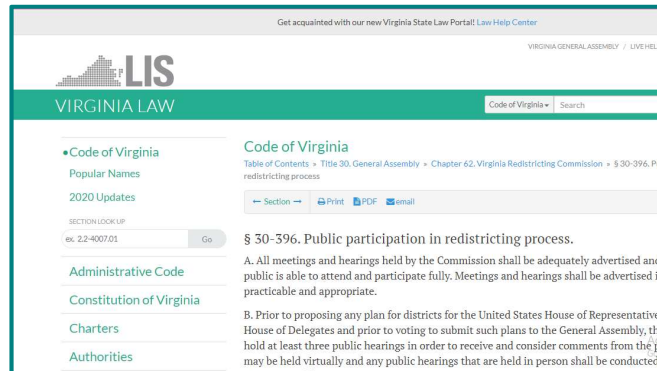 Get acquainted with our new Virginia State Law Portal! Law Help Center
VIRGINIA GENERAL ASSEMBLY / LIVE HEL
LIS
VIRGINIA LAW
Code of Virginia
Search
•Code of Virginia
Popular Names
2020 Updates
SECTION LOOK UP
ex. 2.2-4007.01
Go
Administrative Code
Constitution of Virginia
Charters
Authorities
Code of Virginia
Table of Contents » Title 30. General Assembly » Chapter 62. Virginia Redistricting Commission » § 30-396. P
redistricting process
← Section → Print PDF email
§ 30-396. Public participation in redistricting process.
A. All meetings and hearings held by the Commission shall be adequately advertised and
public is able to attend and participate fully. Meetings and hearings shall be advertised i
practicable and appropriate.
B. Prior to proposing any plan for districts for the United States House of Representative
House of Delegates and prior to voting to submit such plans to the General Assembly, th
hold at least three public hearings in order to receive and consider comments from the p
may be held virtually and any public hearings that are held in person shall be conducted